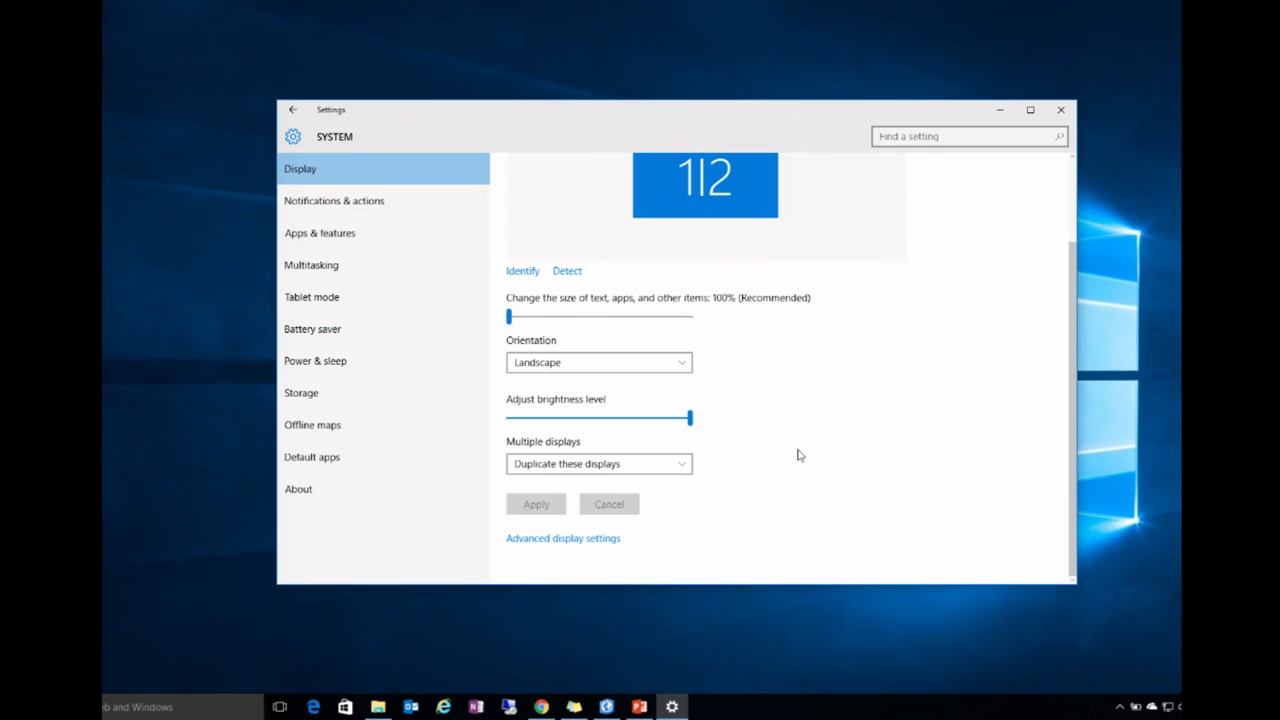 Settings
SYSTEM
Find a setting
Display
Notifications & actions
Apps & features
Multitasking
Tablet mode
Battery saver
Power & sleep
Storage
Offline maps
Default apps
About
1|2
Identify Detect
Change the size of text, apps, and other items: 100% (Recommended)
Orientation
Landscape
Adjust brightness level
Multiple displays
Duplicate these displays
Apply Cancel
Advanced display settings
eb and Windows